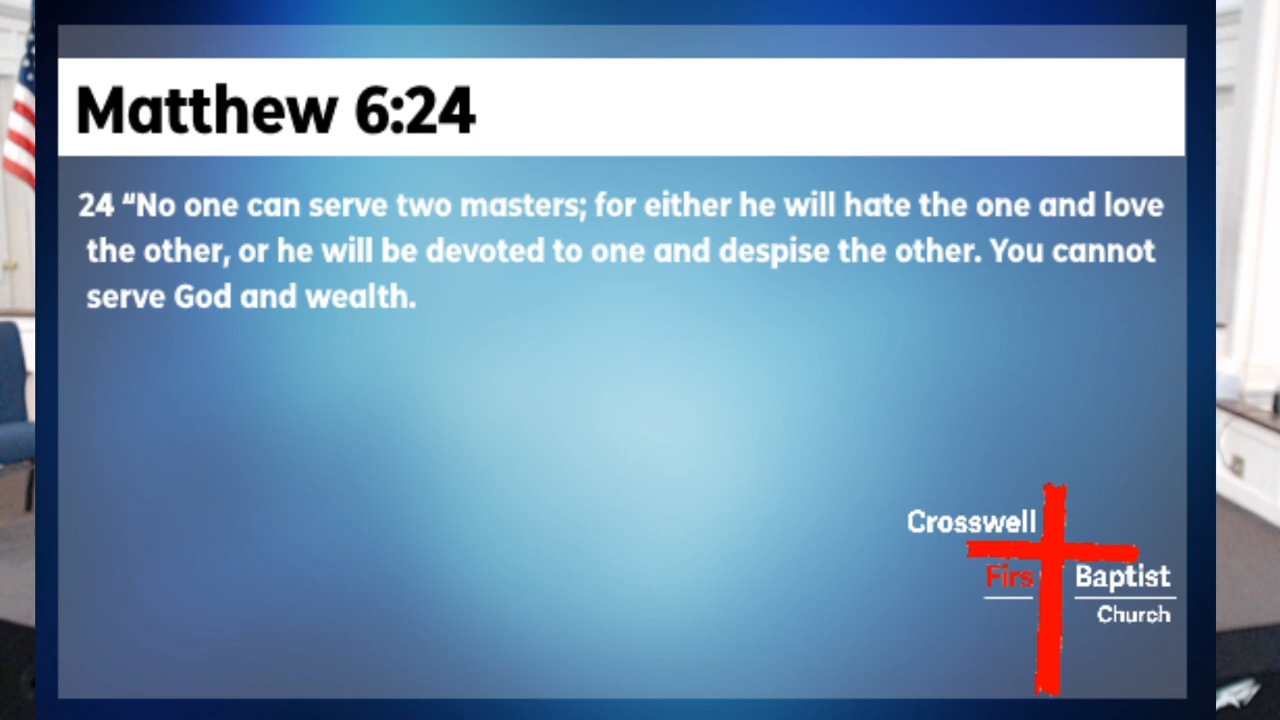 Matthew 6:24
24 “No one can serve two masters; for either he will hate the one and love
the other, or he will be devoted to one and despise the other. You cannot
serve God and wealth.
Crosswell
Firs Baptist
Church